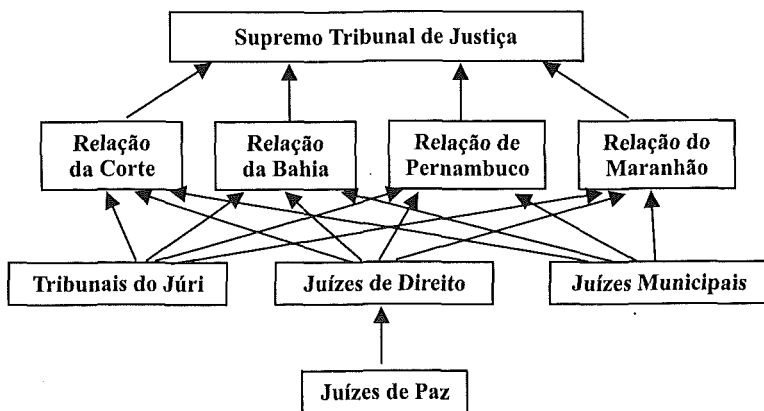 Supremo Tribunal de Justiça
Relação
da Corte
Relação
da Bahia
Relação de
Pernambuco
Relação do
Maranhão
Tribunais do Júri
Juízes de Direito
Juízes Municipais
Juízes de Paz